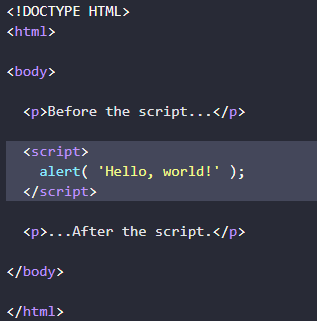 <!DOCTYPE HTML>
<html>
<body>
<p>Before the script...</p>
<script>
alert( 'Hello, world!' );
</script>
<p>...After the script.</p>
</body>
</html>